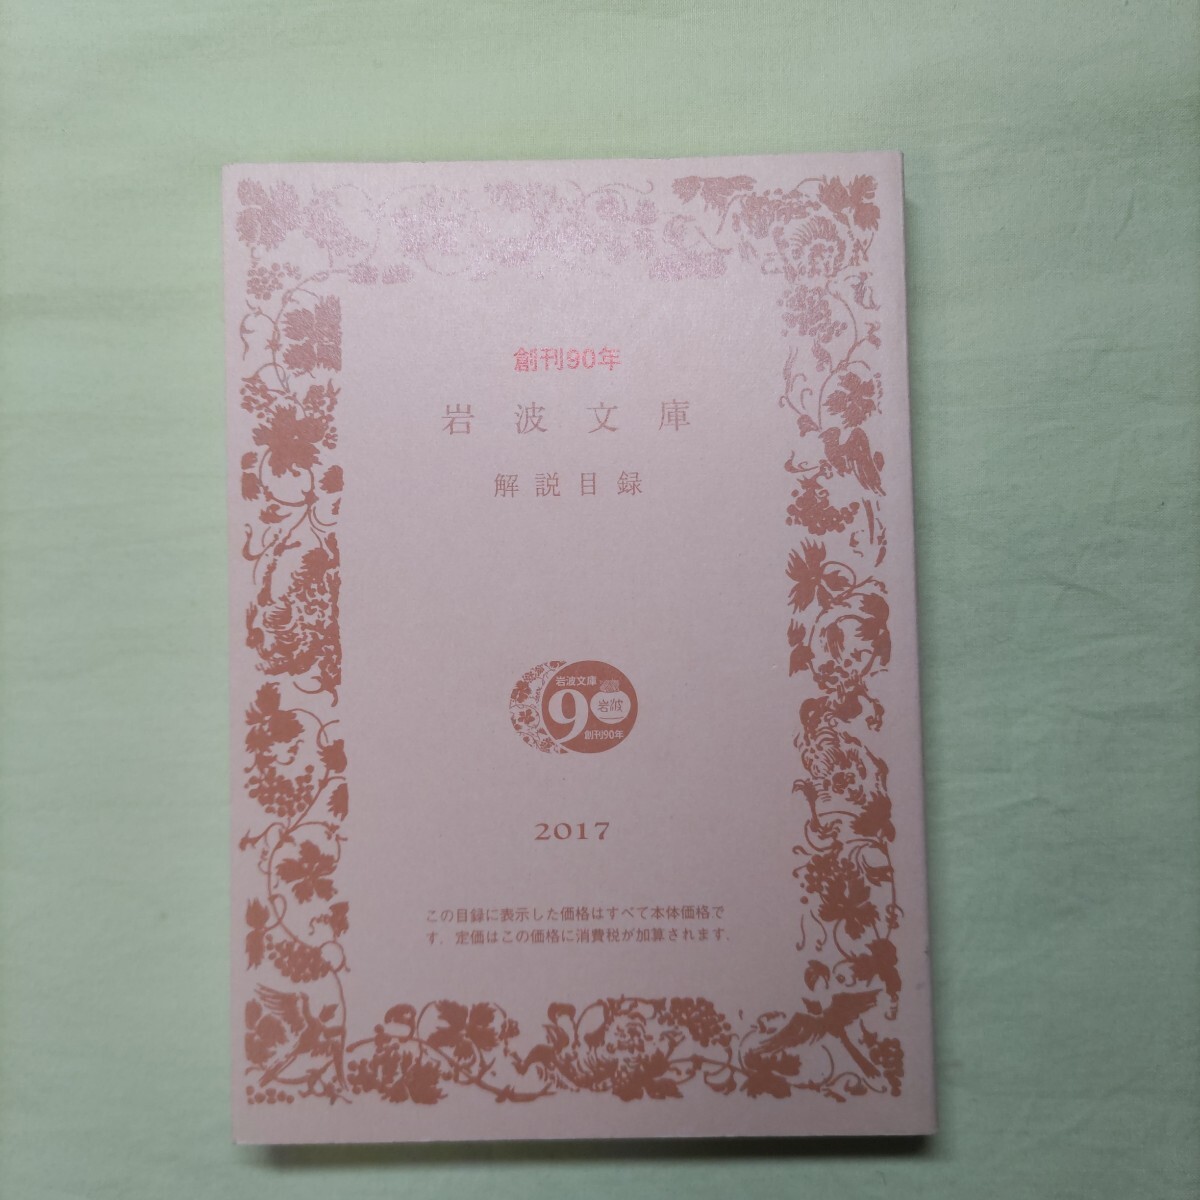 創刊90年
岩波文庫
解説目録
岩波文庫
90
岩波
創刊90年
2017
この目録に表示した価格はすべて本体価格で
す．定価はこの価格に消費税が加算されます．